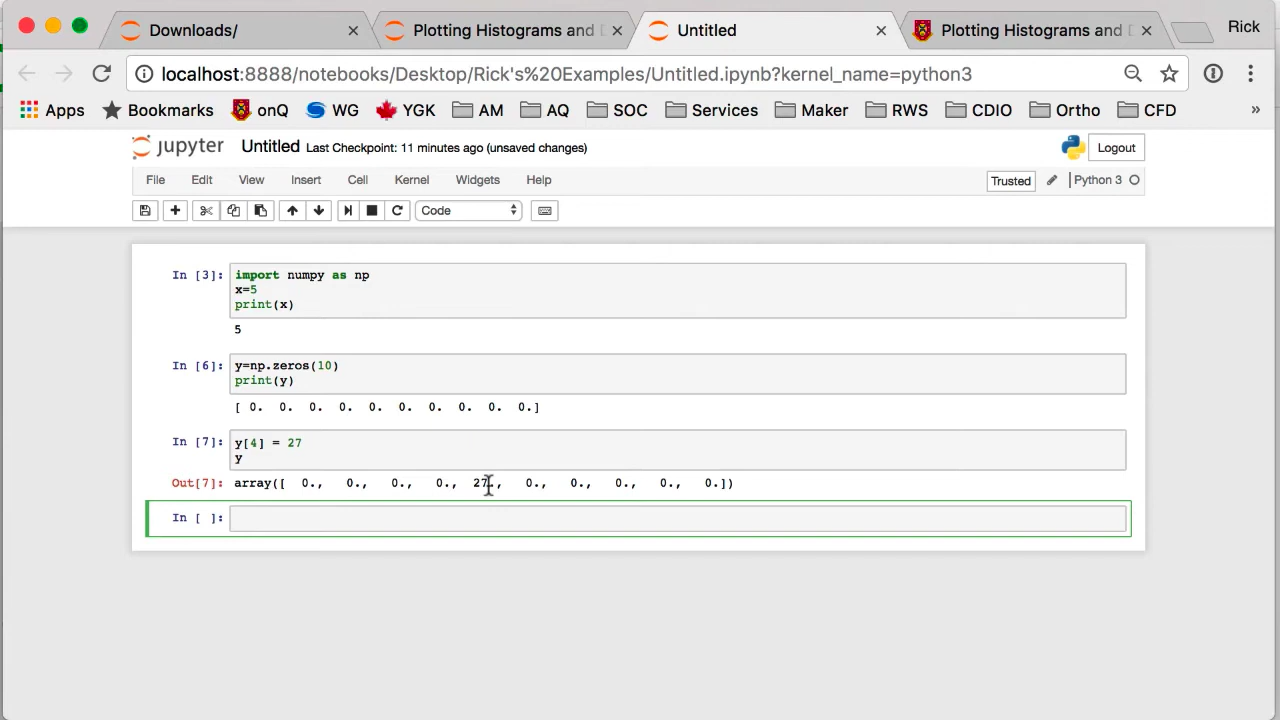 Downloads/ Plotting Histograms and D Untitled Plotting Histograms and D Rick
localhost:8888/notebooks/Desktop/Rick's%20Examples/Untitled.ipynb?kernel_name=python3
Apps Bookmarks onQ WG YGK AM AQ SOC Services Maker RWS CDIO Ortho CFD »
jupyter Untitled Last Checkpoint: 11 minutes ago (unsaved changes) Logout
File Edit View Insert Cell Kernel Widgets Help Trusted Python 3
Code
In [3]: import numpy as np
x=5
print(x)
5
In [6]: y=np.zeros(10)
print(y)
[ 0. 0. 0. 0. 0. 0. 0. 0. 0. 0.]
In [7]: y[4] = 27
y
Out[7]: array([ 0., 0., 0., 0., 27., 0., 0., 0., 0., 0.])
In [ ]: